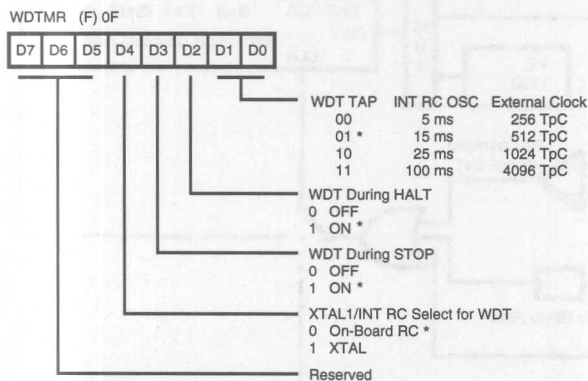 WDTMR (F) 0F
D7 D6 D5 D4 D3 D2 D1 D0
WDT TAP INT RC OSC External Clock
00 5 ms 256 TpC
01 * 15 ms 512 TpC
10 25 ms 1024 TpC
11 100 ms 4096 TpC
WDT During HALT
0 OFF
1 ON *
WDT During STOP
0 OFF
1 ON *
XTAL1/INT RC Select for WDT
0 On-Board RC *
1 XTAL
Reserved